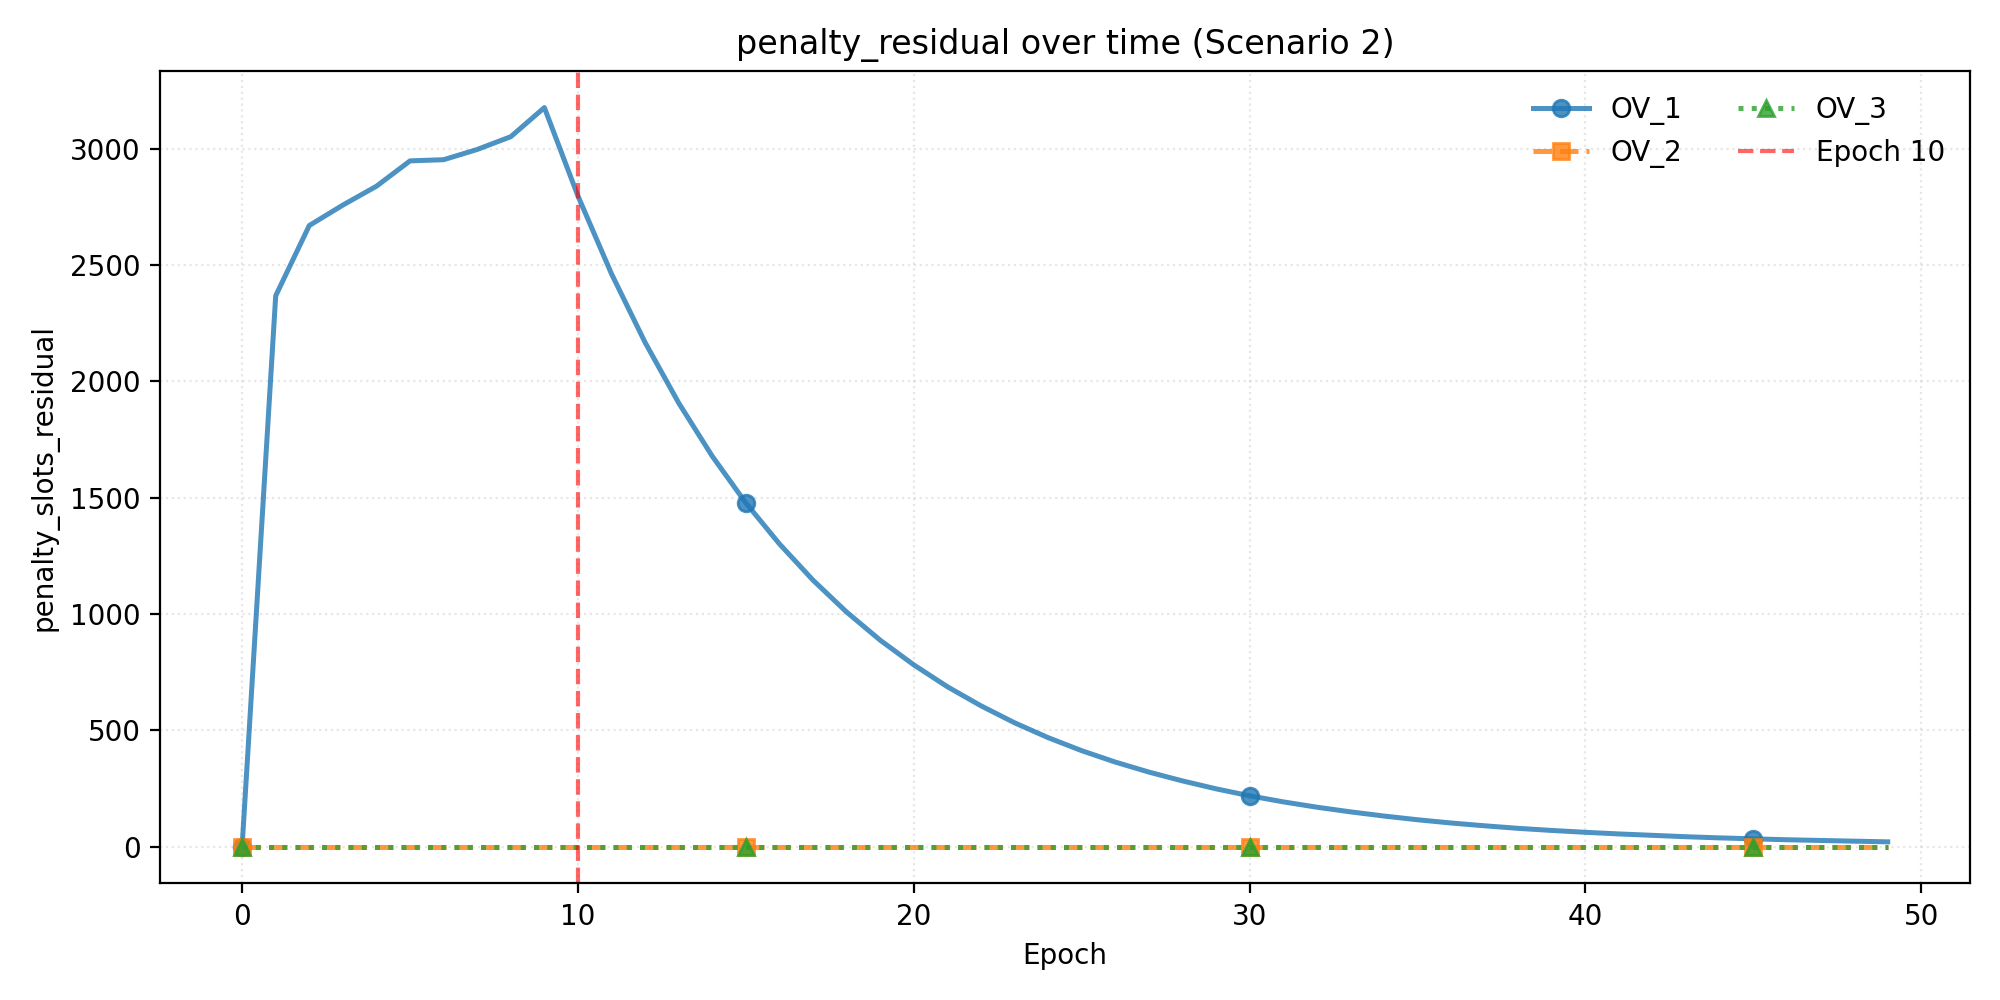 penalty_residual over time (Scenario 2)
OV_1
OV_2
OV_3
Epoch 10
penalty_slots_residual
3000
2500
2000
1500
1000
500
0
0 10 20 30 40 50
Epoch